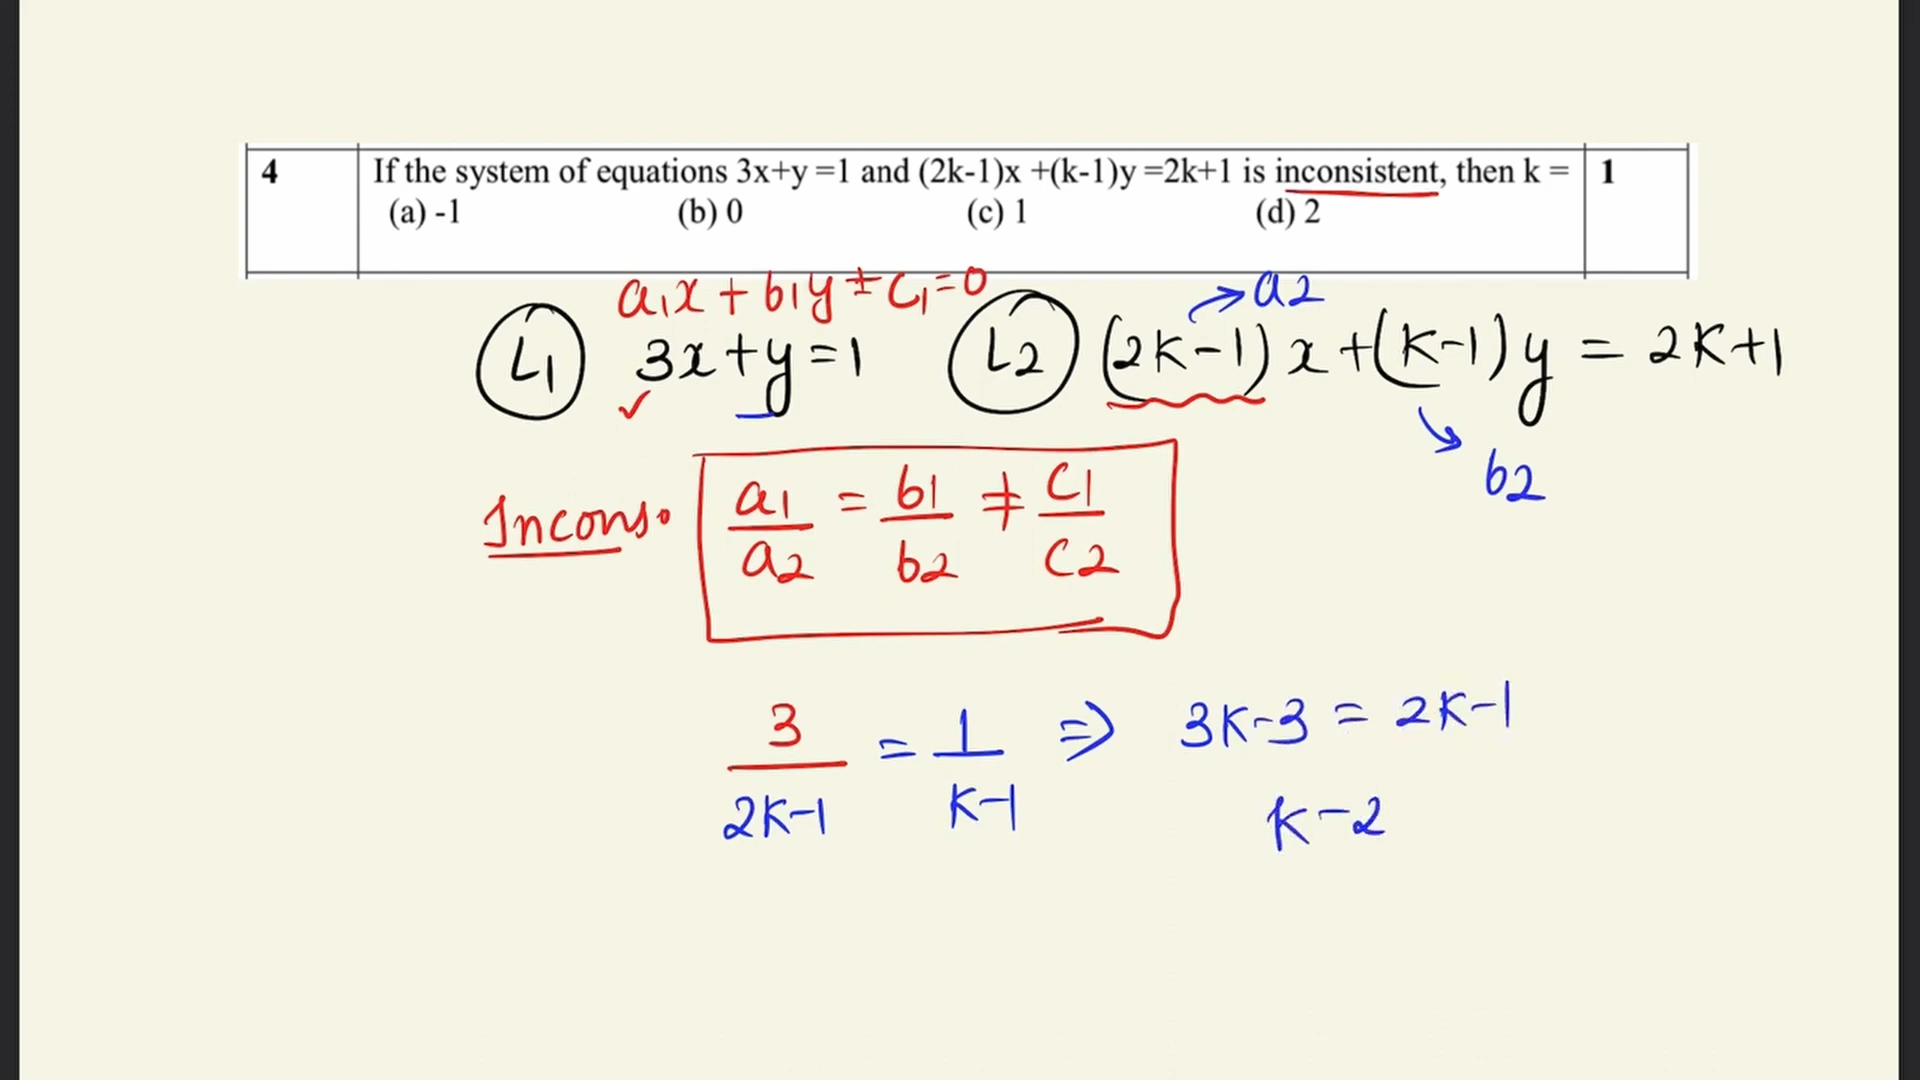 4 If the system of equations 3x+y =1 and (2k-1)x +(k-1)y =2k+1 is inconsistent, then k = 1
(a) -1 (b) 0 (c) 1 (d) 2
a1x + b1y ± c1=0 → a2
L1 3x+y=1 L2 (2k-1)x+(k-1)y = 2k+1
b2
Incons. a1/a2 = b1/b2 ≠ c1/c2
3/2k-1 = 1/k-1 ⇒ 3k-3 = 2k-1
k-2